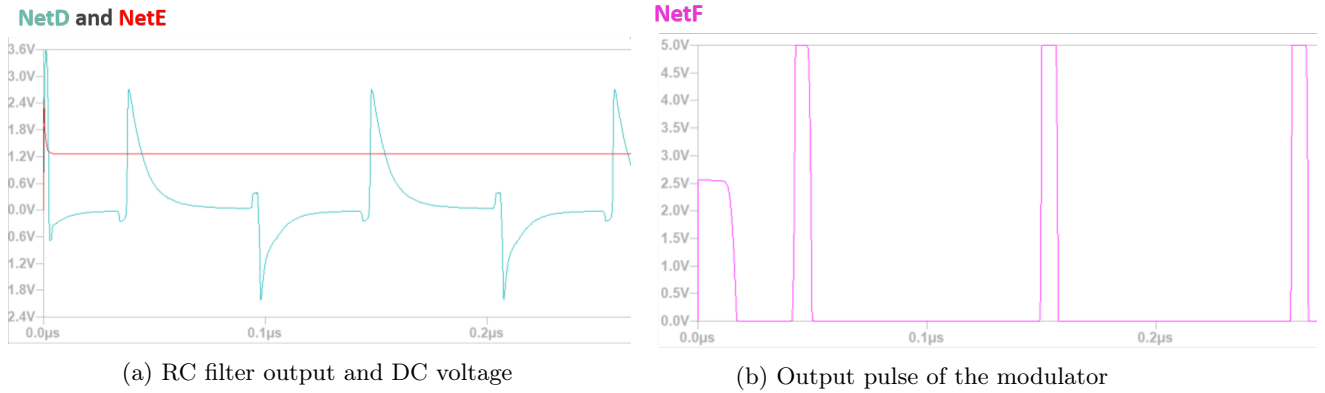 NetD and NetE
3.6V
3.0V
2.4V
1.8V
1.2V
0.6V
0.0V
0.6V
1.2V
1.8V
2.4V
0.0µs
0.1µs
0.2µs
(a) RC filter output and DC voltage
NetF
5.0V
4.5V
4.0V
3.5V
3.0V
2.5V
2.0V
1.5V
1.0V
0.5V
0.0V
0.0µs
0.1µs
0.2µs
(b) Output pulse of the modulator